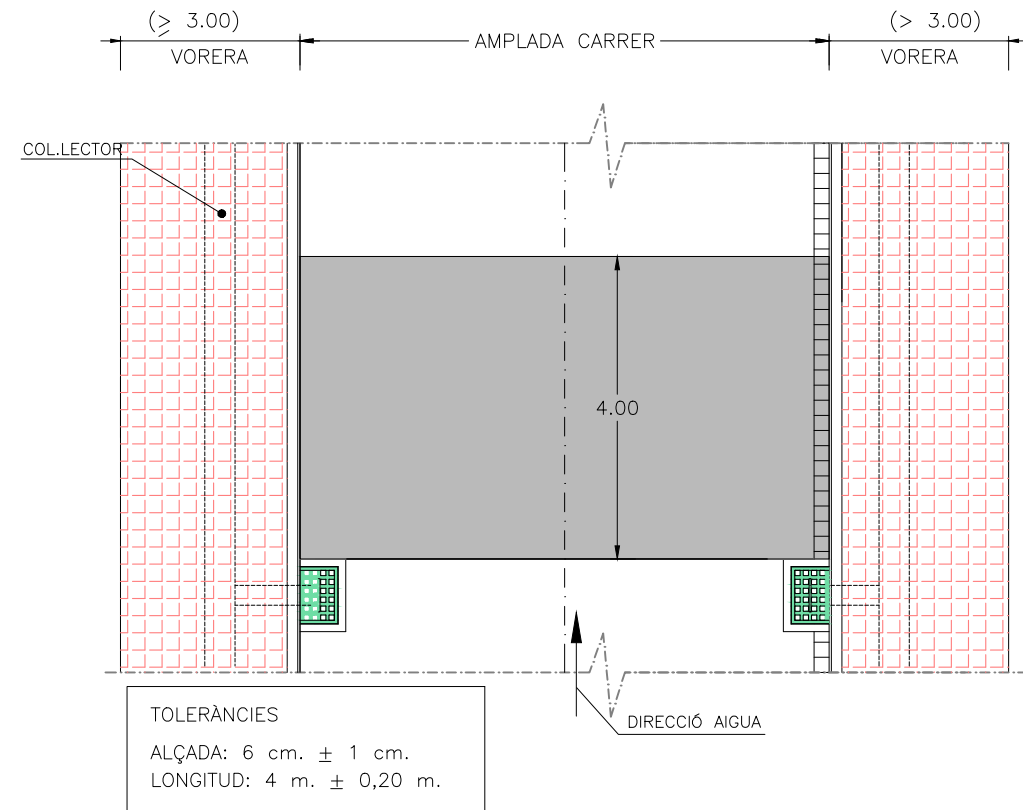 (≥ 3.00)
VORERA
AMPLADA CARRER
(> 3.00)
VORERA
COL.LECTOR
4.00
DIRECCIÓ AIGUA
TOLERÀNCIES
ALÇADA: 6 cm. ± 1 cm.
LONGITUD: 4 m. ± 0,20 m.